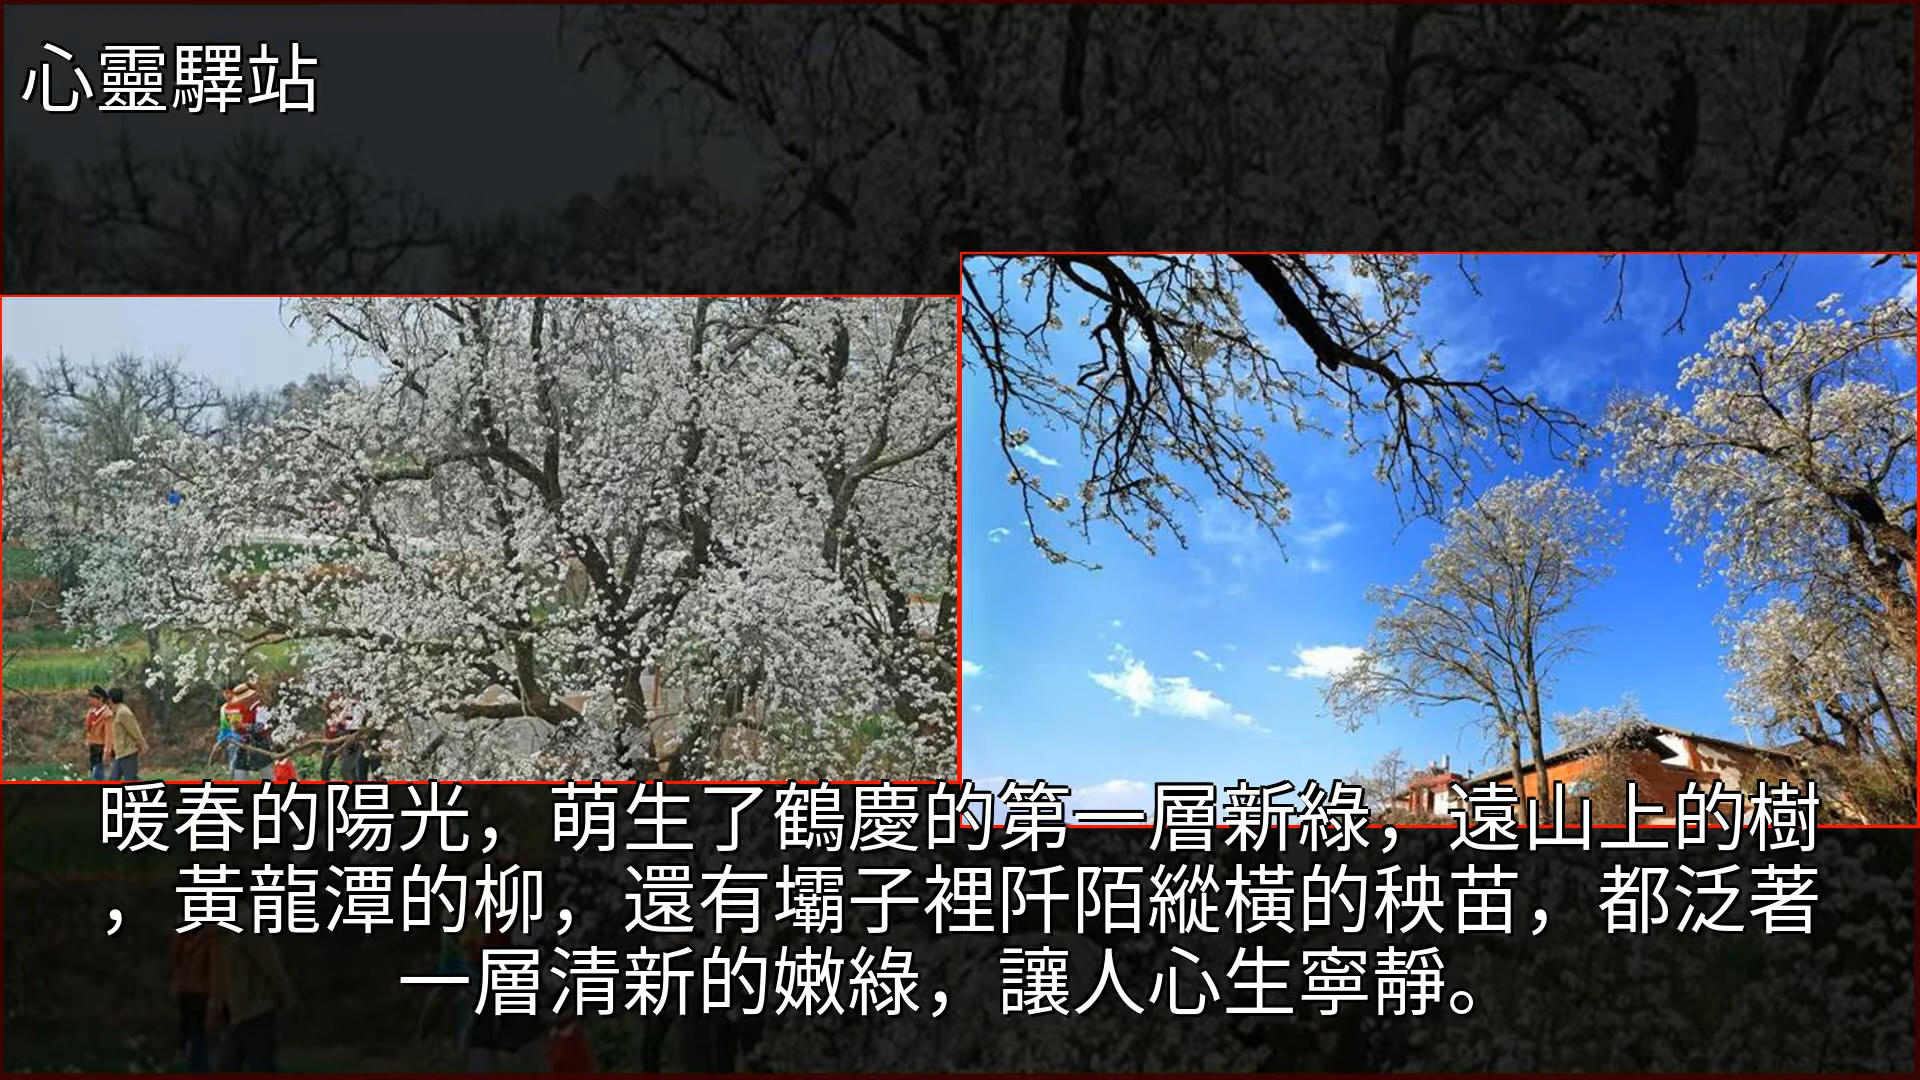 心靈驛站
暖春的陽光，萌生了鶴慶的第一層新綠，遠山上的樹
，黃龍潭的柳，還有壩子裡阡陌縱橫的秧苗，都泛著
一層清新的嫩綠，讓人心生寧靜。